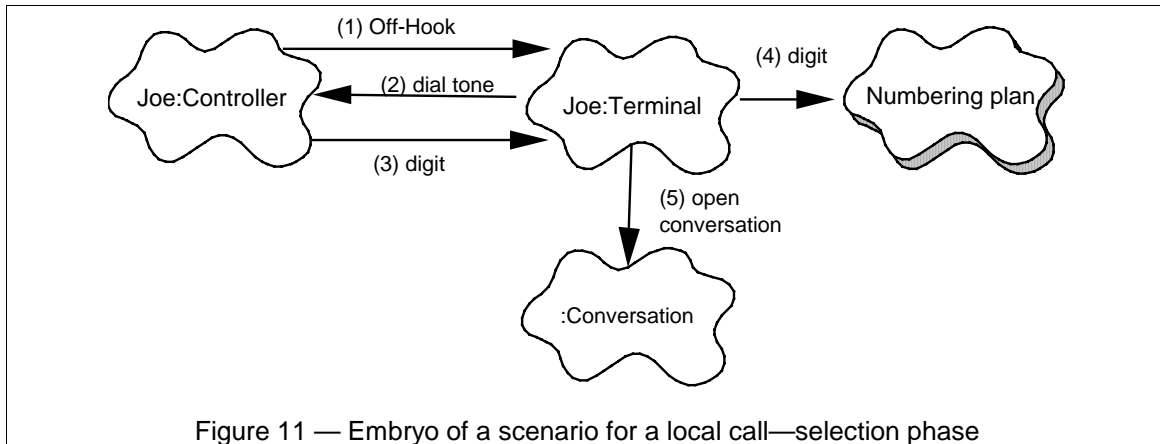 (1) Off-Hook
Joe:Controller
(2) dial tone
Joe:Terminal
(3) digit
(4) digit
Numbering plan
(5) open
conversation
:Conversation
Figure 11 — Embryo of a scenario for a local call—selection phase